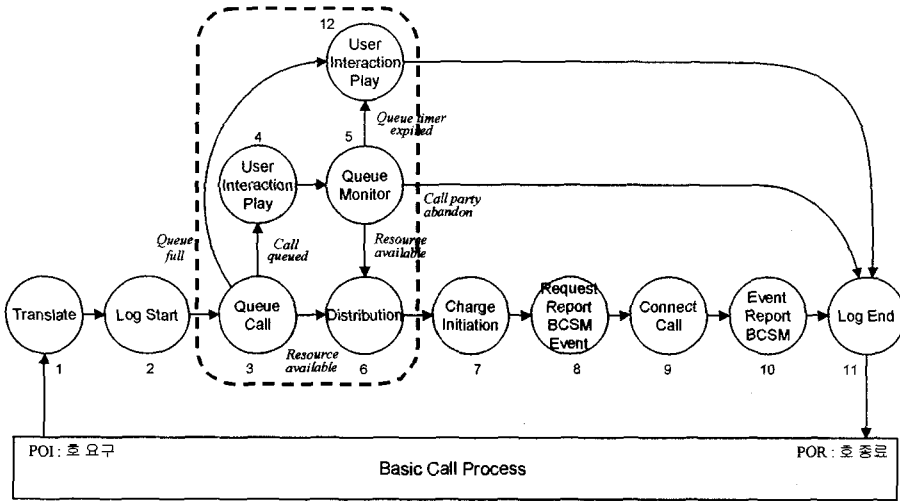 12
User
Interaction
Play
Queue timer
expired
4
5
User
Interaction
Play
Queue
Monitor
Call party
abandon
Queue
full
Call
queued
Resource
available
Translate
Log Start
Queue
Call
Distribution
Charge
Initiation
Request
Report
BCSM
Event
Connect
Call
Event
Report
BCSM
Log End
Resource
available
1
2
3
6
7
8
9
10
11
POI : 호 요구
POR : 호 종료
Basic Call Process